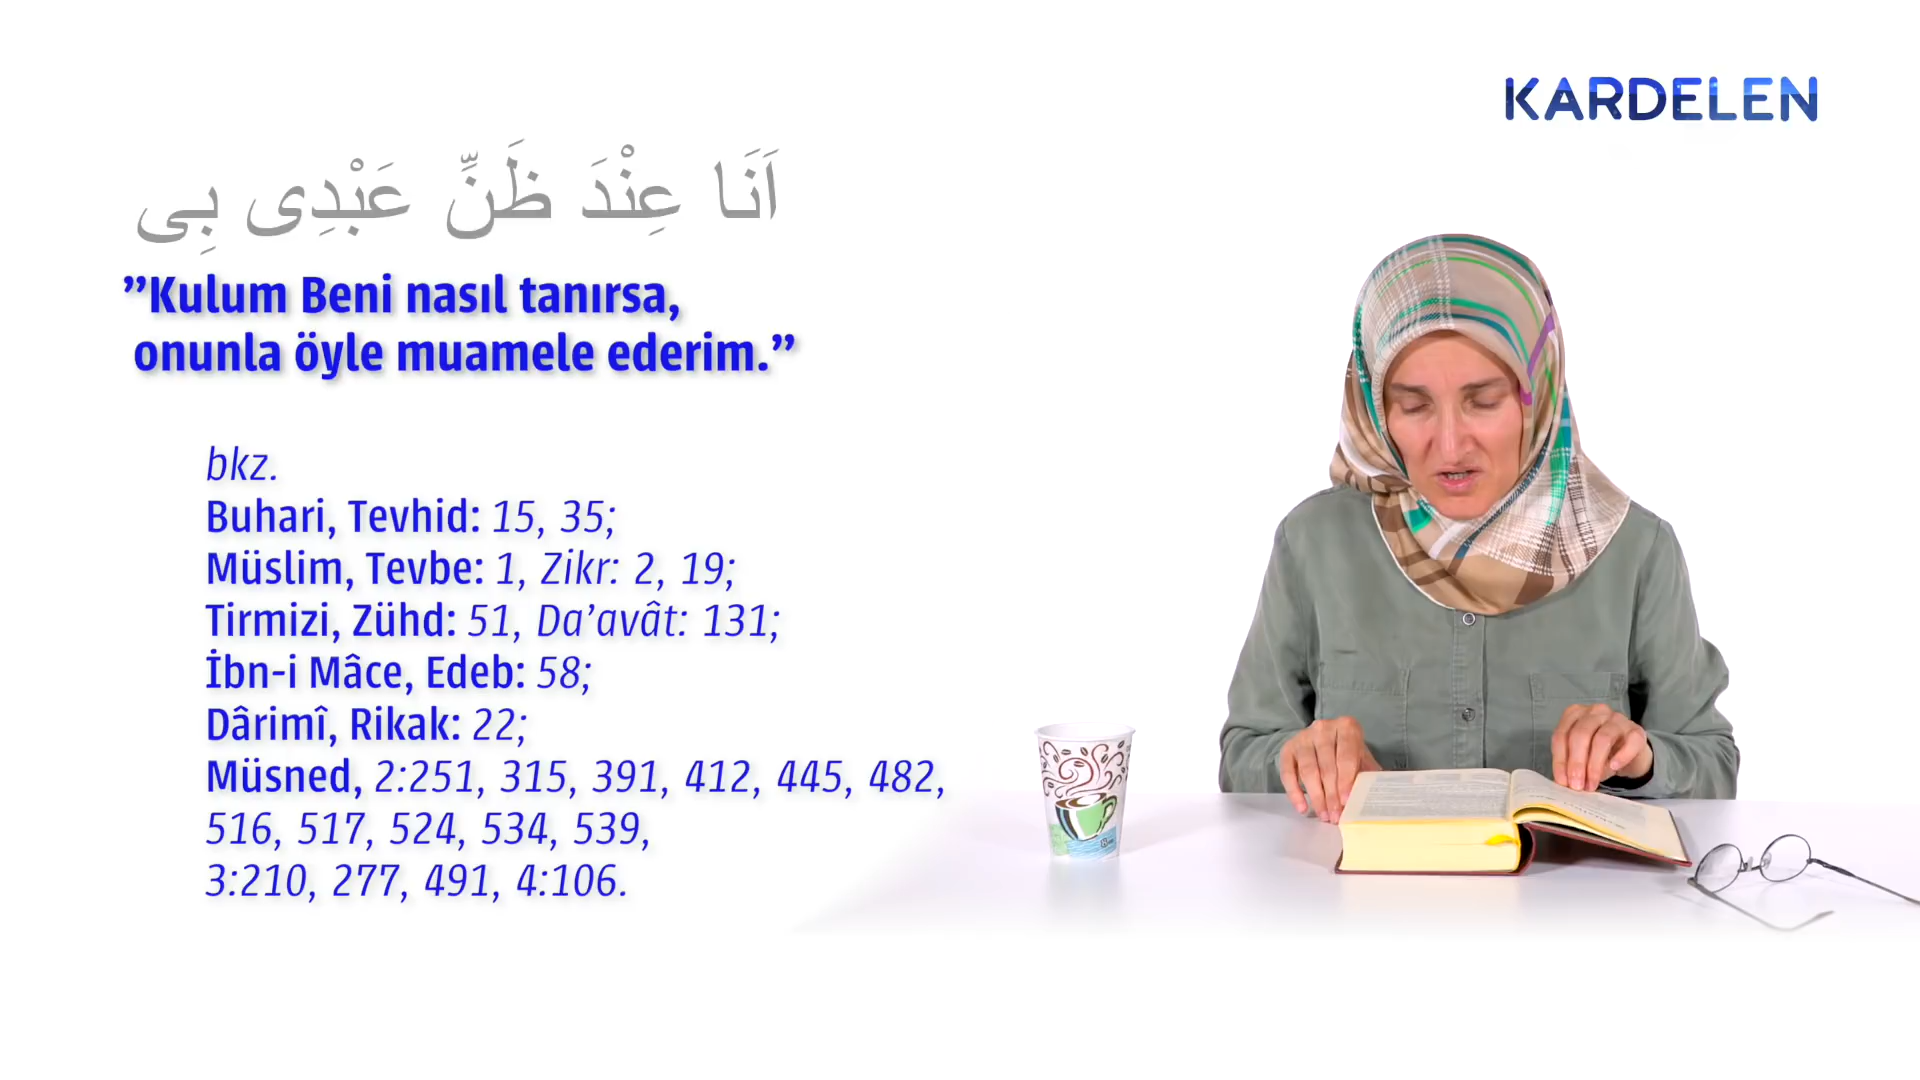 KARDELEN
اَنَا عِنْدَ ظَنِّ عَبْدِى بِى
”Kulum Beni nasıl tanırsa,
onunla öyle muamele ederim.”
bkz.
Buhari, Tevhid: 15, 35;
Müslim, Tevbe: 1, Zikr: 2, 19;
Tirmizi, Zühd: 51, Da’avât: 131;
İbn-i Mâce, Edeb: 58;
Dârimî, Rikak: 22;
Müsned, 2:251, 315, 391, 412, 445, 482,
516, 517, 524, 534, 539,
3:210, 277, 491, 4:106.